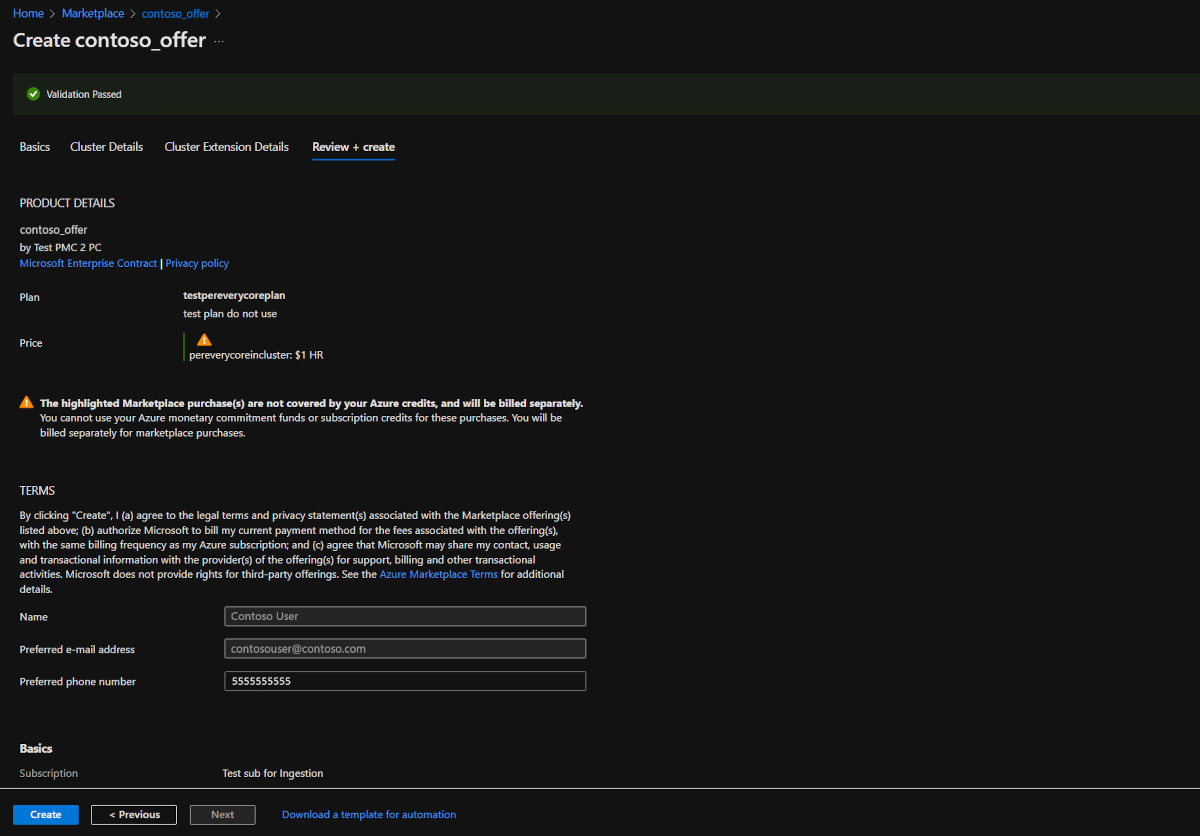 Home > Marketplace > contoso_offer >
Create contoso_offer ...
Validation Passed
Basics Cluster Details Cluster Extension Details Review + create
PRODUCT DETAILS
contoso_offer
by Test PMC 2 PC
Microsoft Enterprise Contract | Privacy policy
Plan testpereverycoreplan
test plan do not use
Price
pereverycoreincluster: $1 HR
The highlighted Marketplace purchase(s) are not covered by your Azure credits, and will be billed separately.
You cannot use your Azure monetary commitment funds or subscription credits for these purchases. You will be
billed separately for marketplace purchases.
TERMS
By clicking "Create", I (a) agree to the legal terms and privacy statement(s) associated with the Marketplace offering(s)
listed above; (b) authorize Microsoft to bill my current payment method for the fees associated with the offering(s),
with the same billing frequency as my Azure subscription; and (c) agree that Microsoft may share my contact, usage
and transactional information with the provider(s) of the offering(s) for support, billing and other transactional
activities. Microsoft does not provide rights for third-party offerings. See the Azure Marketplace Terms for additional
details.
Name Contoso User
Preferred e-mail address contosouser@contoso.com
Preferred phone number 5555555555
Basics
Subscription Test sub for Ingestion
Create < Previous Next Download a template for automation